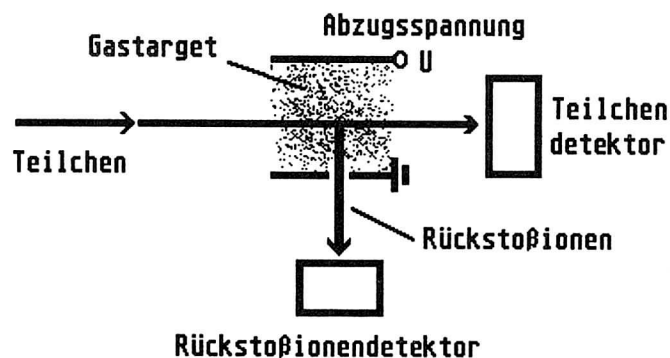 Abzugsspannung
Gastarget
U
Teilchen
Teilchen
detektor
Rückstoßionen
Rückstoßionendetektor